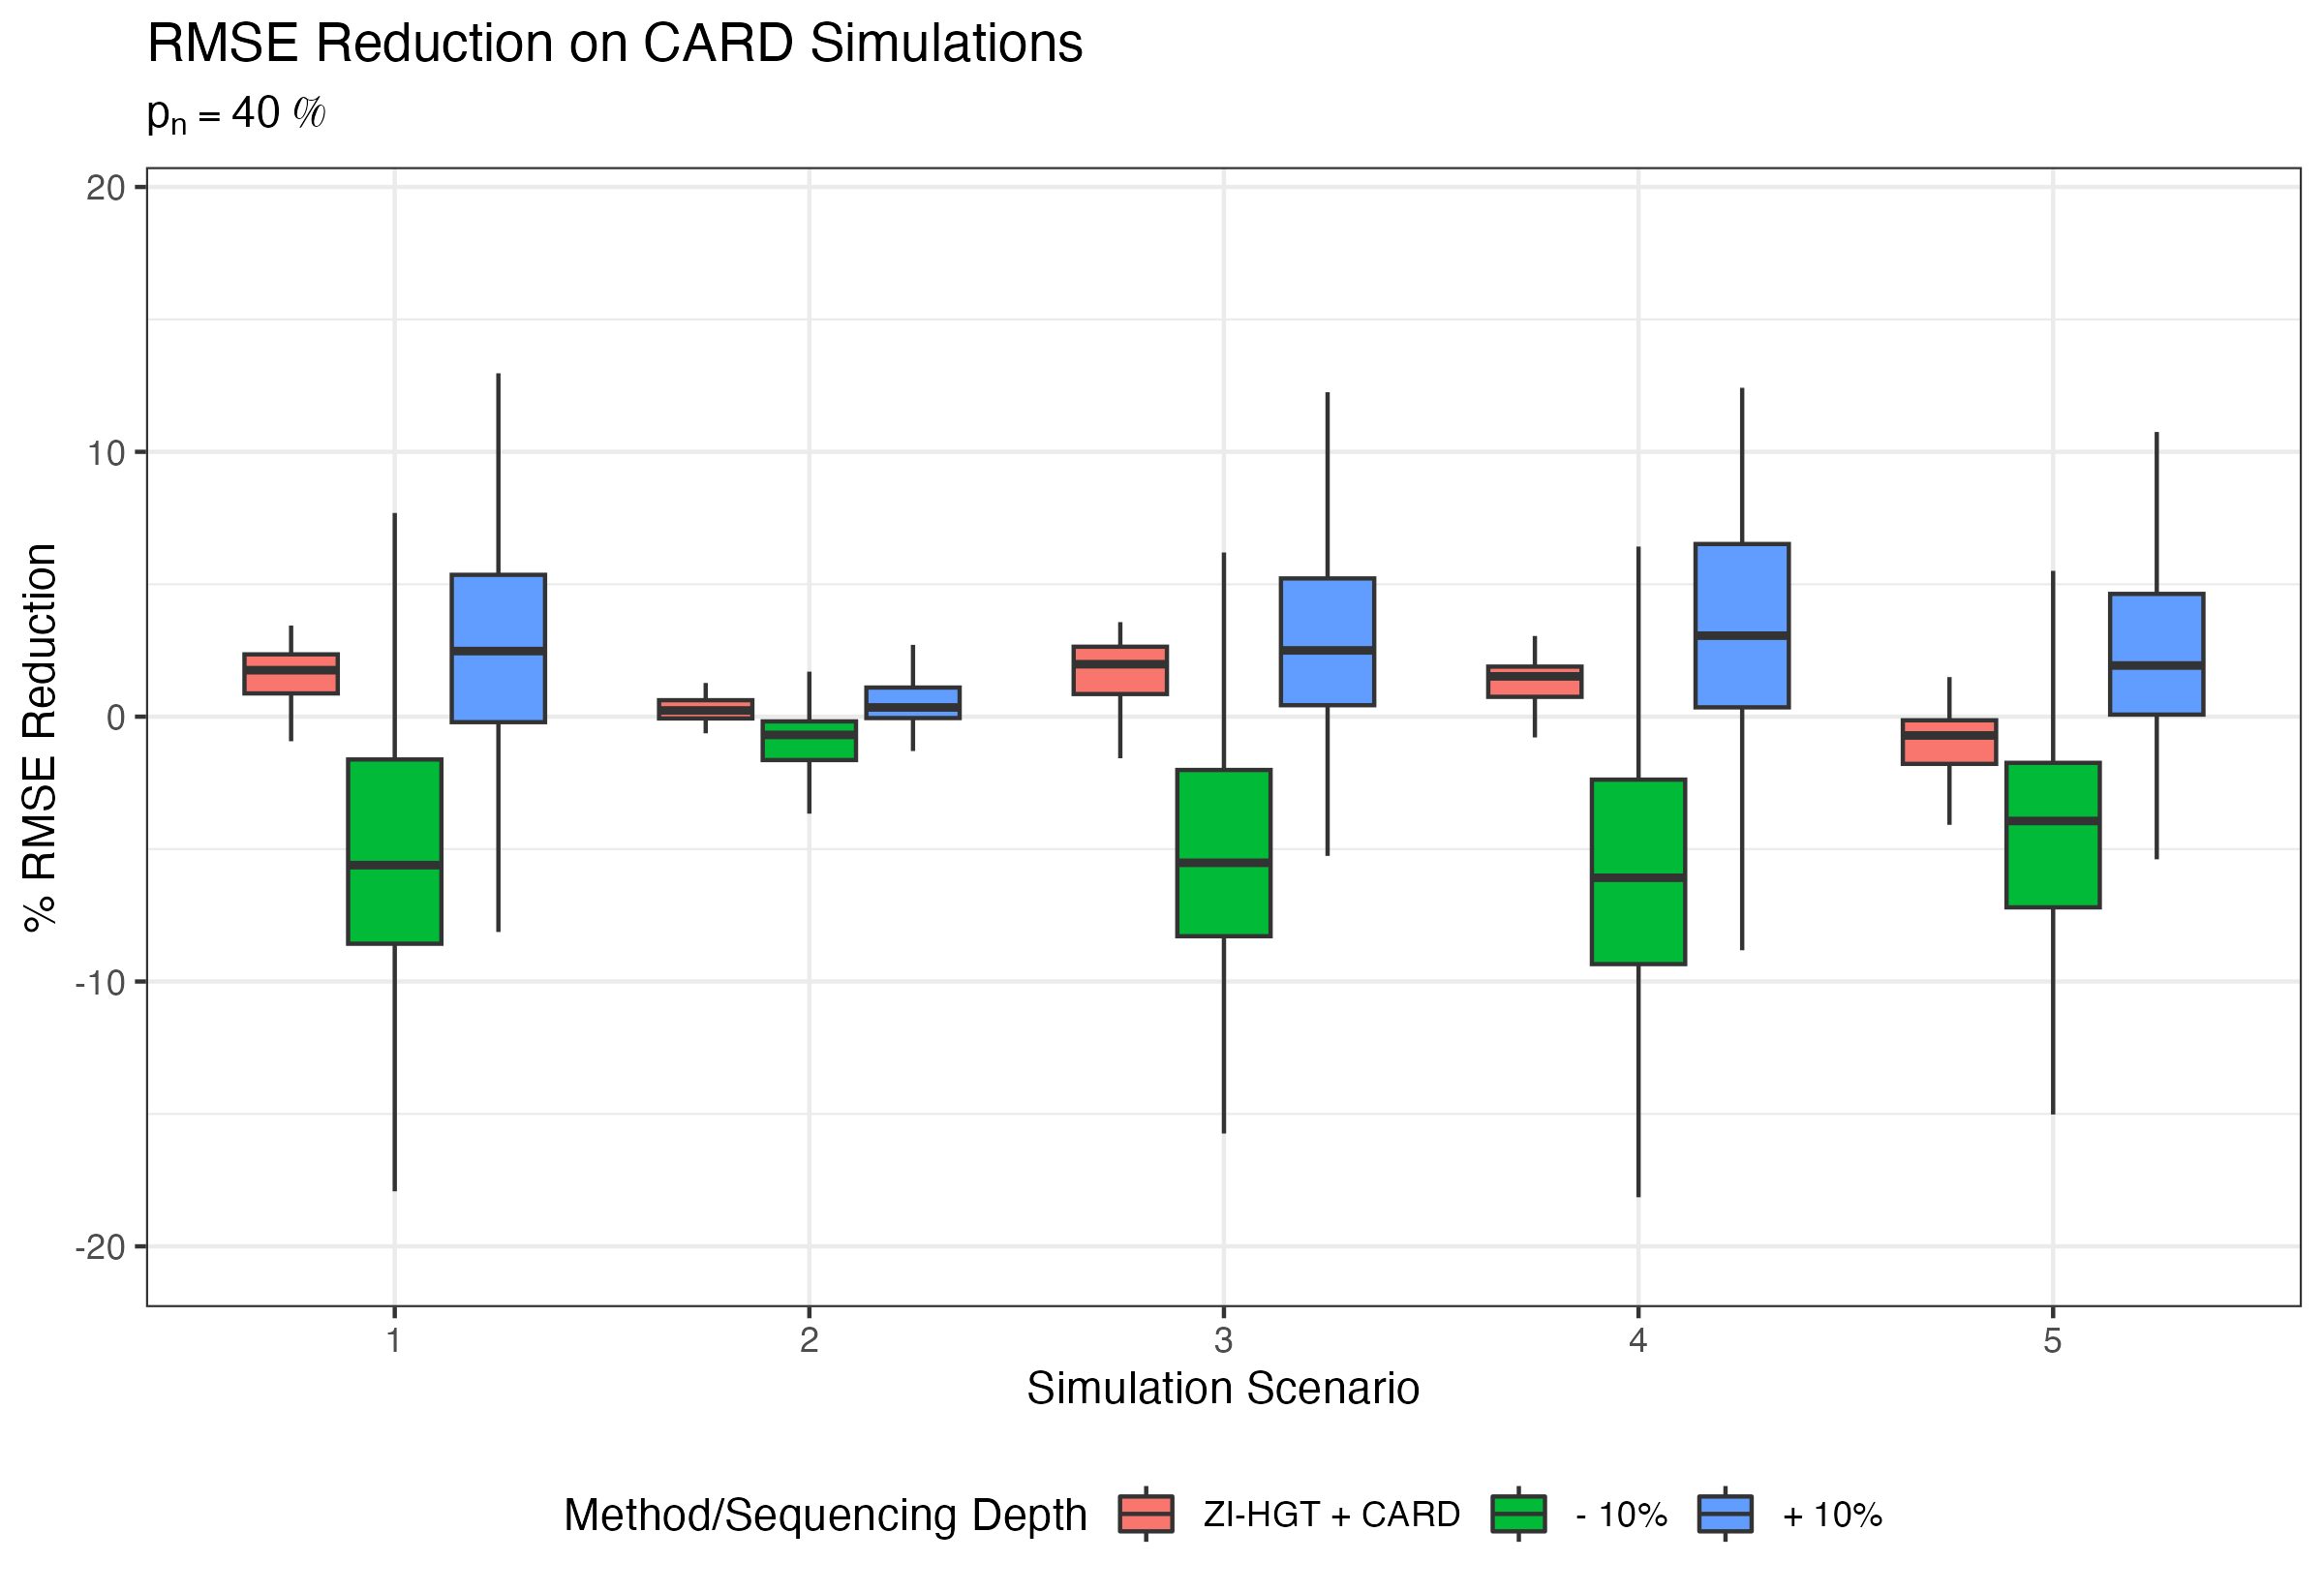 RMSE Reduction on CARD Simulations
pₙ = 40 %
% RMSE Reduction
20
10
0
-10
-20
1 2 3 4 5
Simulation Scenario
Method/Sequencing Depth ZI-HGT + CARD - 10% + 10%